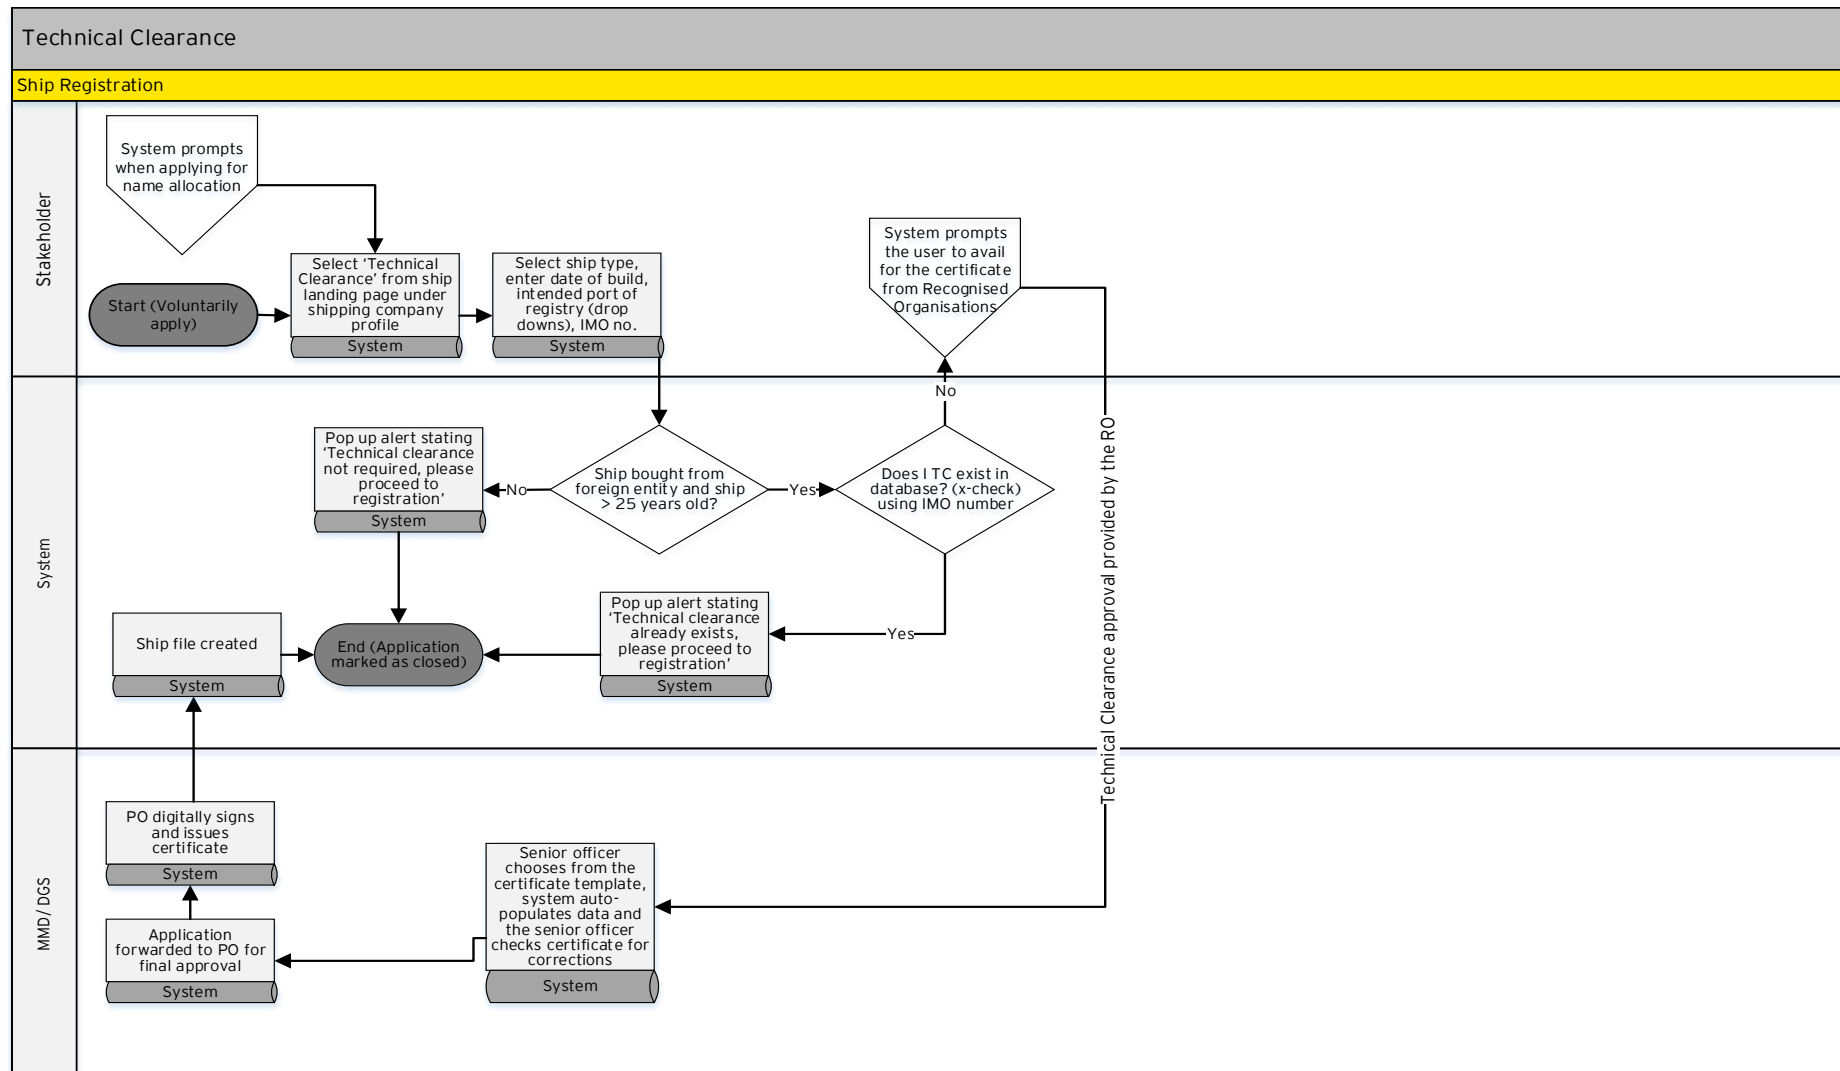 Technical Clearance
Ship Registration
Stakeholder
System prompts
when applying for
name allocation
Start (Voluntarily
apply)
Select ‘Technical
Clearance’ from ship
landing page under
shipping company
profile
System
Select ship type,
enter date of build,
intended port of
registry (drop
downs), IMO no.
System
System prompts
the user to avail
for the certificate
from Recognised
Organisations
No
System
Pop up alert stating
‘Technical clearance
not required, please
proceed to
registration’
System
No
Ship bought from
foreign entity and ship
> 25 years old?
Yes
Does I TC exist in
database? (x-check)
using IMO number
Yes
Technical Clearance approval provided by the RO
Ship file created
System
End (Application
marked as closed)
Pop up alert stating
‘Technical clearance
already exists,
please proceed to
registration’
System
MMD/ DGS
PO digitally signs
and issues
certificate
System
Application
forwarded to PO for
final approval
System
Senior officer
chooses from the
certificate template,
system auto-
populates data and
the senior officer
checks certificate for
corrections
System